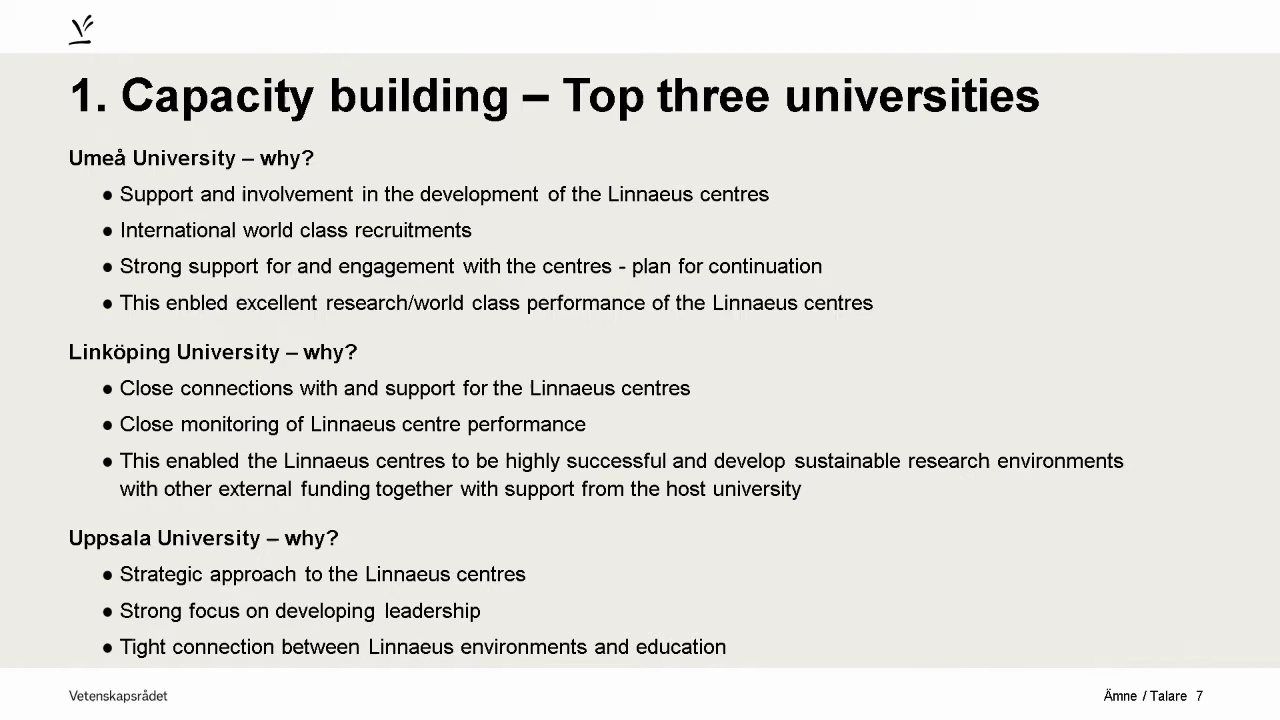 1. Capacity building – Top three universities
Umeå University – why?
● Support and involvement in the development of the Linnaeus centres
● International world class recruitments
● Strong support for and engagement with the centres - plan for continuation
● This enbled excellent research/world class performance of the Linnaeus centres
Linköping University – why?
● Close connections with and support for the Linnaeus centres
● Close monitoring of Linnaeus centre performance
● This enabled the Linnaeus centres to be highly successful and develop sustainable research environments
with other external funding together with support from the host university
Uppsala University – why?
● Strategic approach to the Linnaeus centres
● Strong focus on developing leadership
● Tight connection between Linnaeus environments and education
Vetenskapsrådet
Ämne / Talare 7